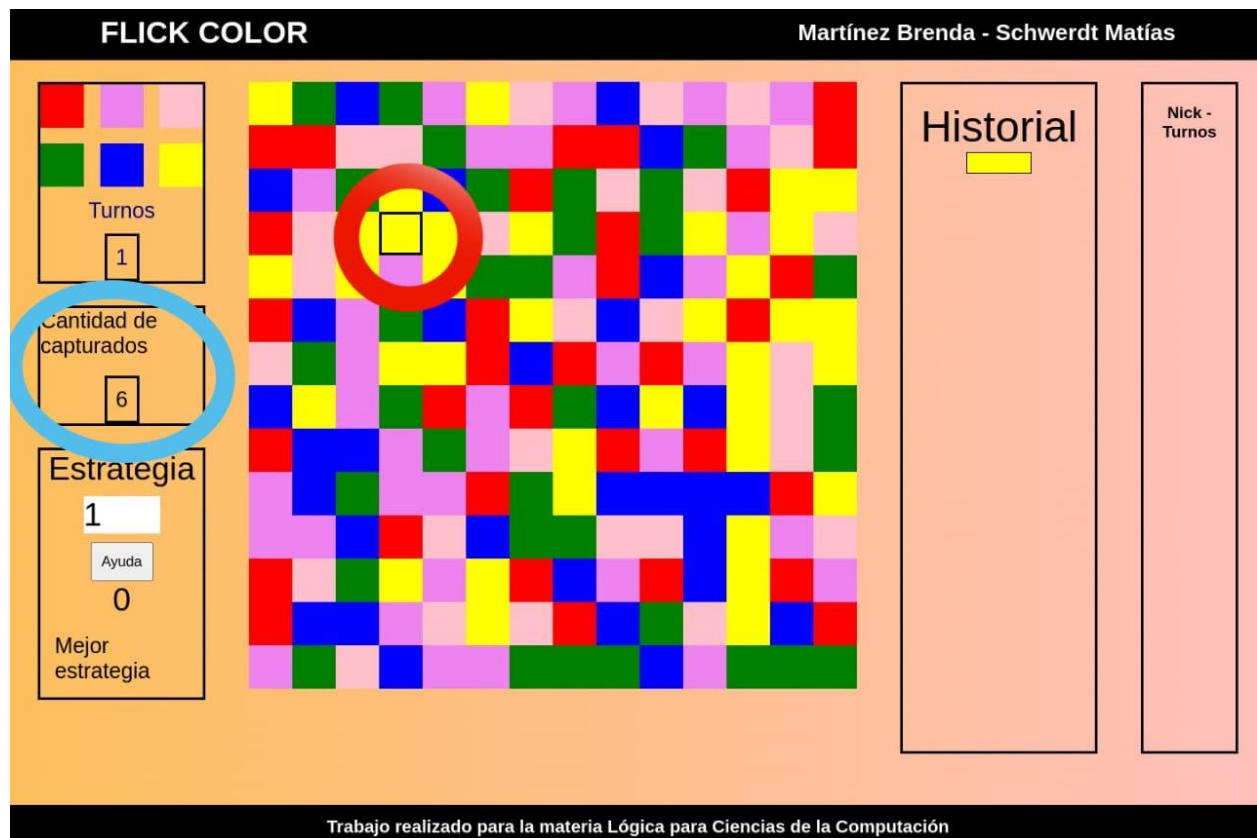 FLICK COLOR
Martínez Brenda - Schwerdt Matías
Turnos
1
Cantidad de
capturados
6
Estrategia
1
Ayuda
0
Mejor
estrategia
Historial
Nick -
Turnos
Trabajo realizado para la materia Lógica para Ciencias de la Computación